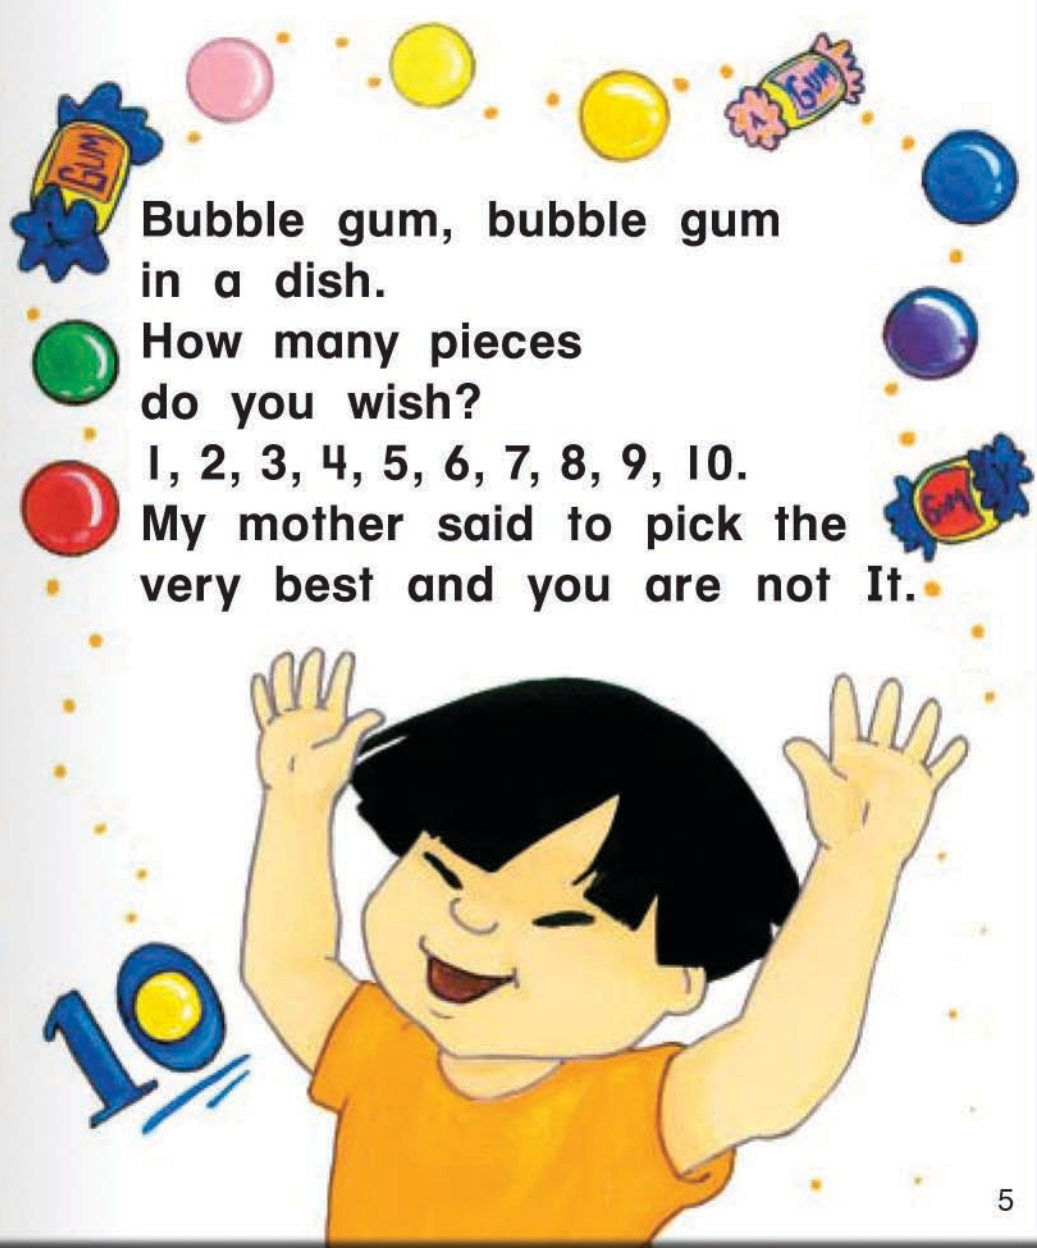 GUM
GUM
Bubble gum, bubble gum
in a dish.
How many pieces
do you wish?
1, 2, 3, 4, 5, 6, 7, 8, 9, 10.
My mother said to pick the
very best and you are not It.
GUM
10
5